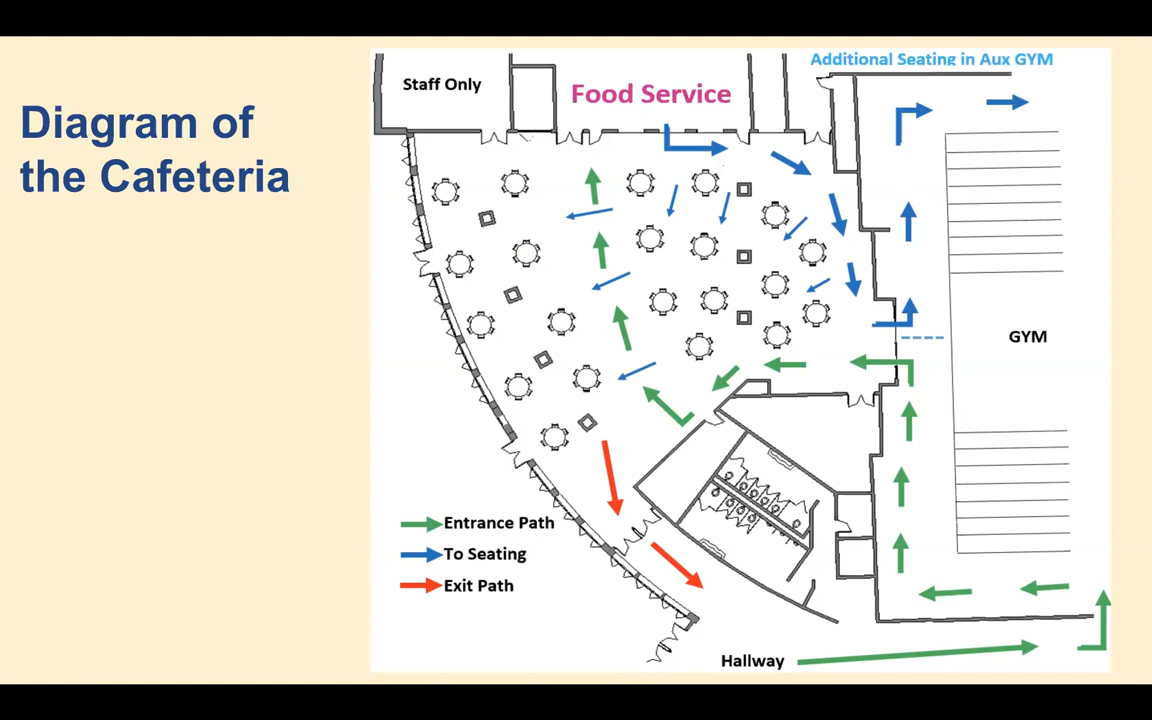 Diagram of
the Cafeteria
Additional Seating in Aux GYM
Staff Only
Food Service
GYM
Entrance Path
To Seating
Exit Path
Hallway